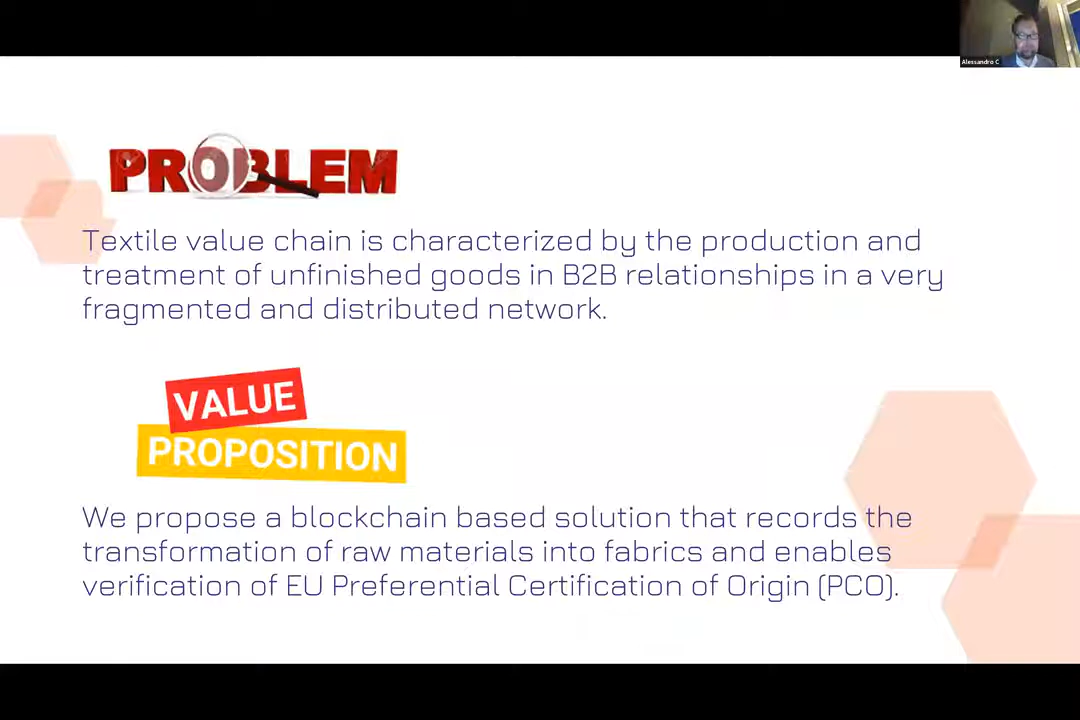 Alessandro C
PROBLEM
Textile value chain is characterized by the production and
treatment of unfinished goods in B2B relationships in a very
fragmented and distributed network.
VALUE
PROPOSITION
We propose a blockchain based solution that records the
transformation of raw materials into fabrics and enables
verification of EU Preferential Certification of Origin (PCO).